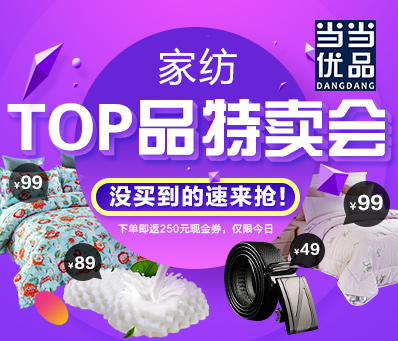 当当
优品
DANGDANG
家纺
TOP品特卖会
没买到的速来抢!
下单即返250元现金券，仅限今日
¥99
¥99
¥89
¥49